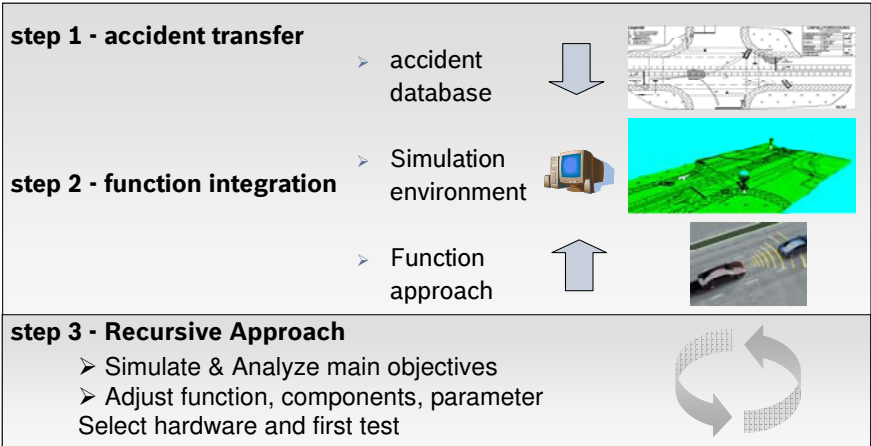 step 1 - accident transfer
➢ accident
database
➢ Simulation
environment
step 2 - function integration
➢ Function
approach
step 3 - Recursive Approach
➢ Simulate & Analyze main objectives
➢ Adjust function, components, parameter
Select hardware and first test